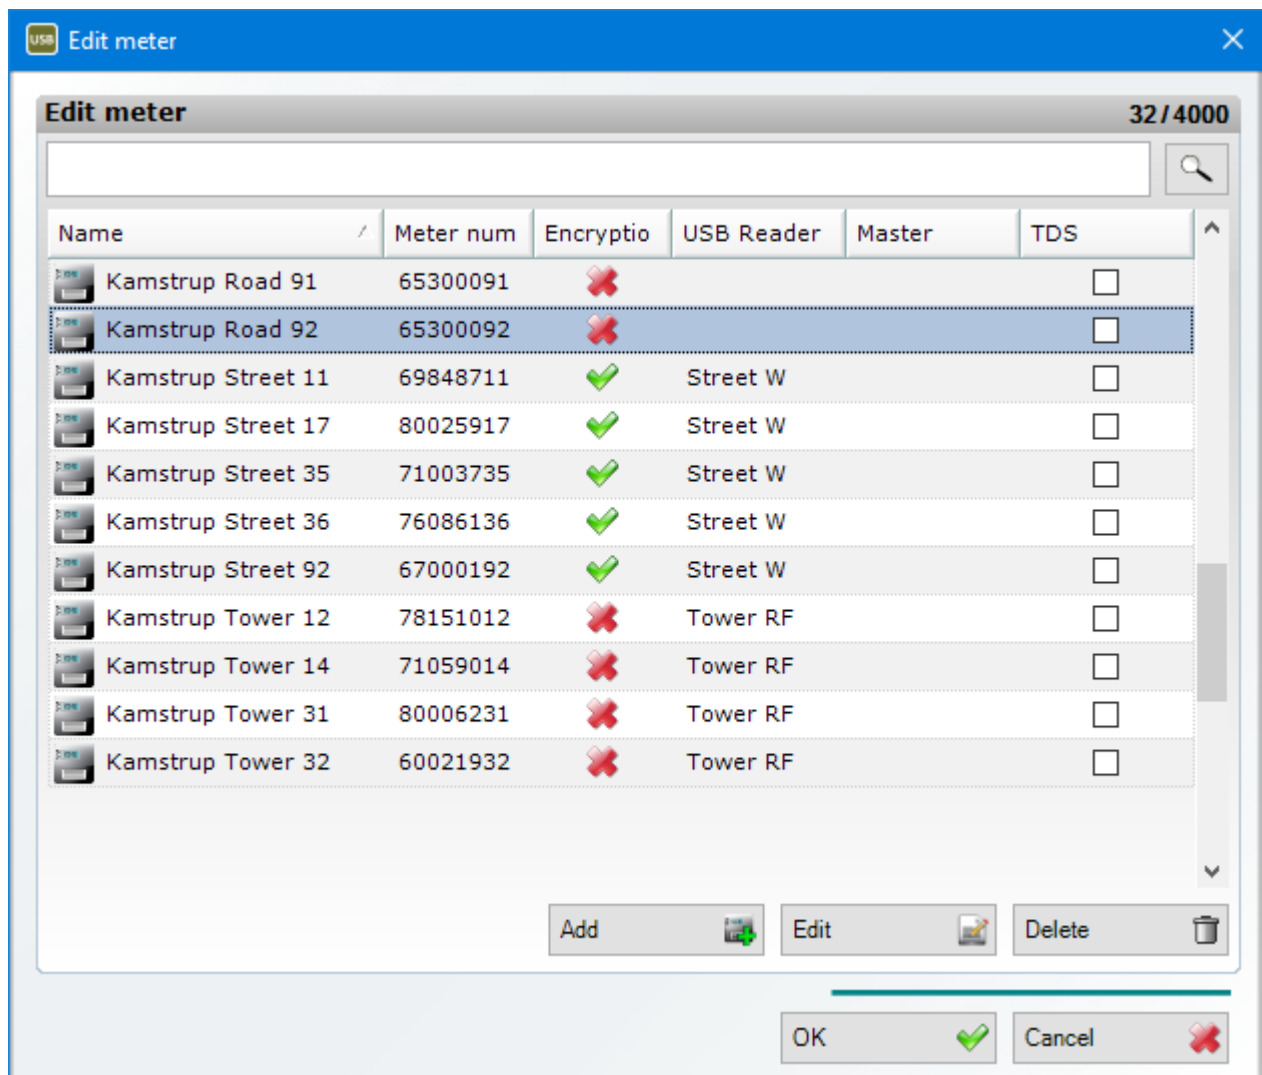 USB Edit meter
Edit meter 32/4000
Name Meter num Encryptio USB Reader Master TDS
Kamstrup Road 91 65300091
Kamstrup Road 92 65300092
Kamstrup Street 11 69848711 Street W
Kamstrup Street 17 80025917 Street W
Kamstrup Street 35 71003735 Street W
Kamstrup Street 36 76086136 Street W
Kamstrup Street 92 67000192 Street W
Kamstrup Tower 12 78151012 Tower RF
Kamstrup Tower 14 71059014 Tower RF
Kamstrup Tower 31 80006231 Tower RF
Kamstrup Tower 32 60021932 Tower RF
Add Edit Delete
OK Cancel